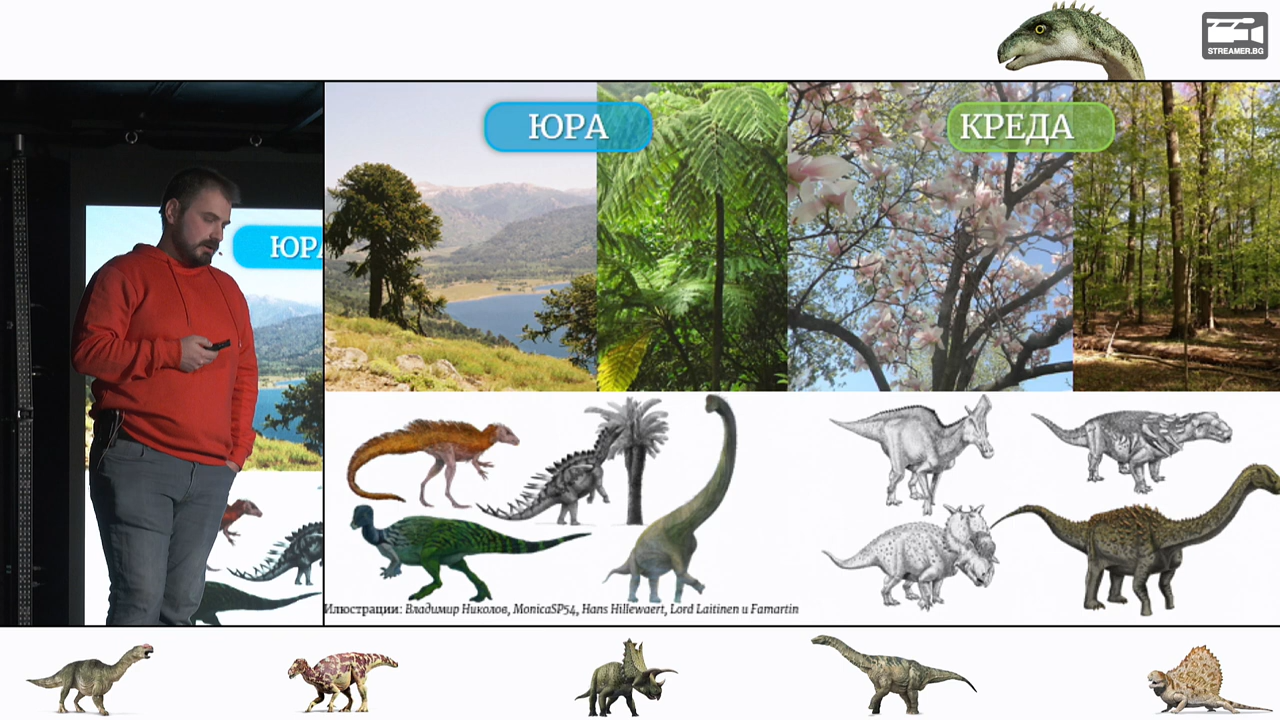 STREAMER.BG
ЮРА
КРЕДА
ЮРА
Илюстрации: Владимир Николов, MonicaSP54, Hans Hillewaert, Lord Laitinen и Famartin